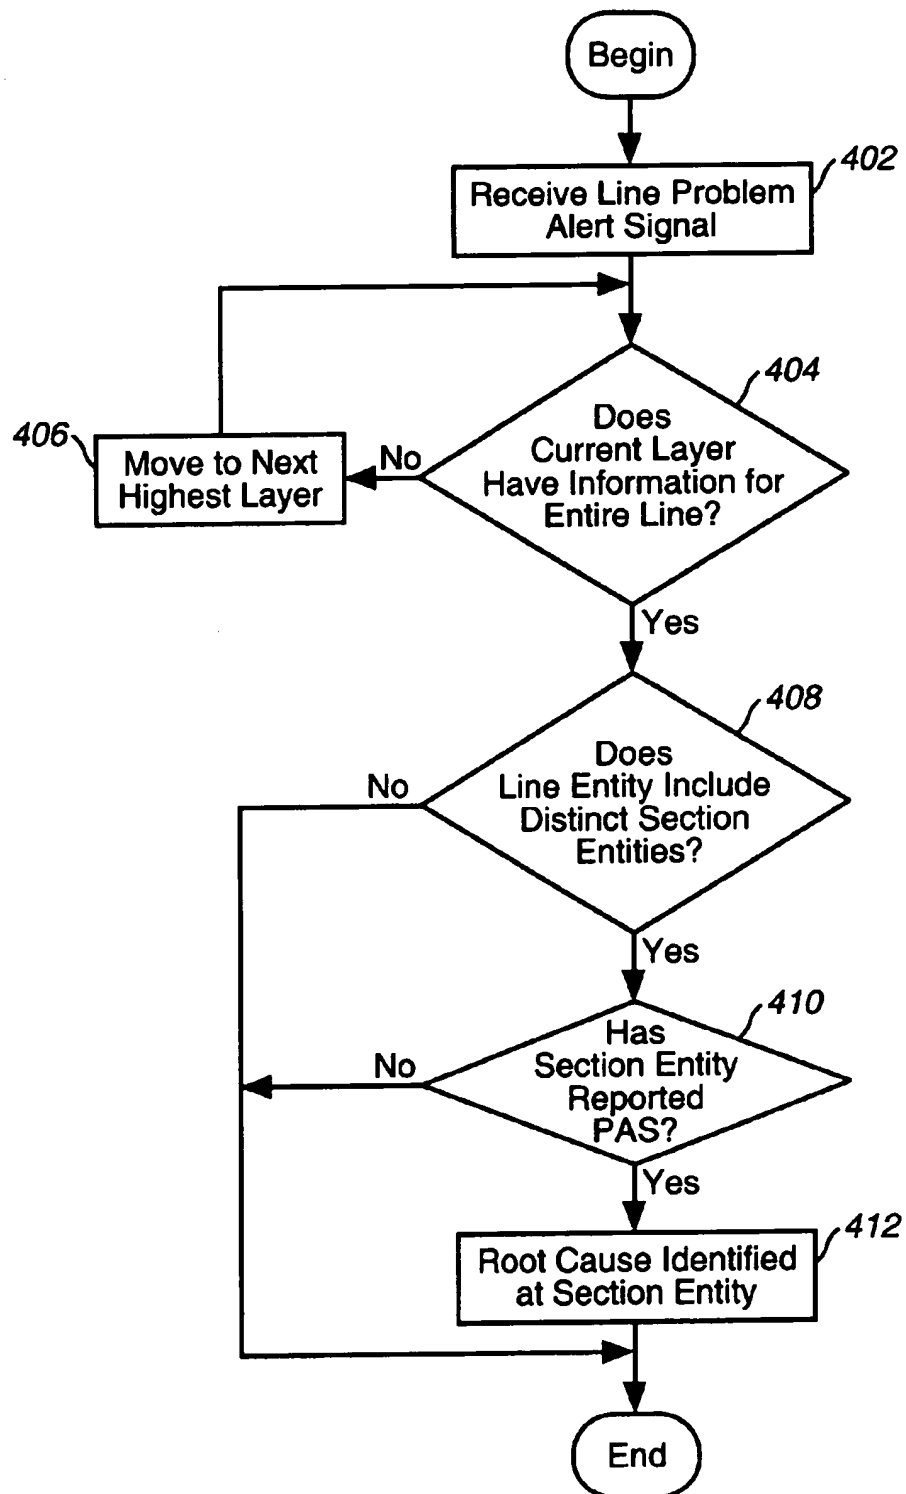 Begin
402
Receive Line Problem
Alert Signal
404
Does
Current Layer
Have Information for
Entire Line?
406
No
Move to Next
Highest Layer
Yes
408
Does
Line Entity Include
Distinct Section
Entities?
No
Yes
410
Has
Section Entity
Reported
PAS?
No
Yes
412
Root Cause Identified
at Section Entity
End